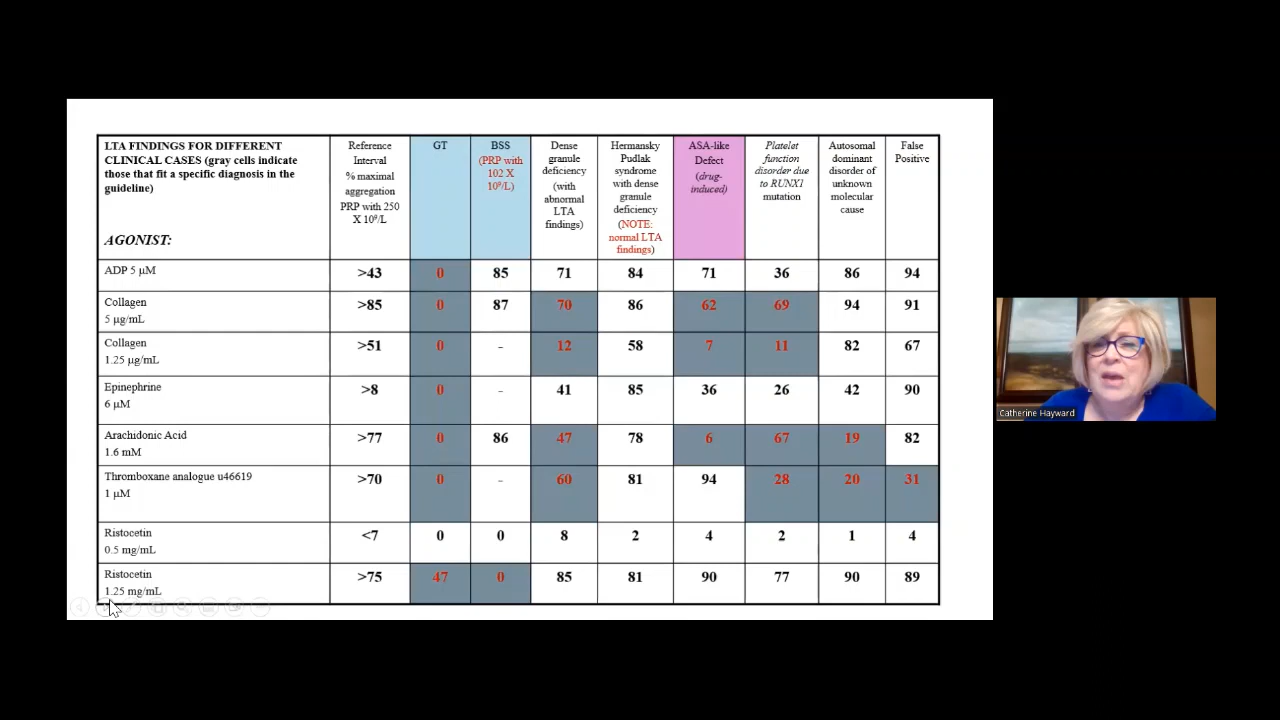 LTA FINDINGS FOR DIFFERENT
CLINICAL CASES (gray cells indicate
those that fit a specific diagnosis in the
guideline)
AGONIST:
Reference
Interval
% maximal
aggregation
PRP with 250
X 10⁹/L
GT
BSS
(PRP with
102 X
10⁹/L)
Dense
granule
deficiency
(with
abnormal
LTA
findings)
Hermansky
Pudlak
syndrome
with dense
granule
deficiency
(NOTE:
normal LTA
findings)
ASA-like
Defect
(drug-
induced)
Platelet
function
disorder due
to RUNX1
mutation
Autosomal
dominant
disorder of
unknown
molecular
cause
False
Positive
ADP 5 µM >43 0 85 71 84 71 36 86 94
Collagen
5 µg/mL >85 0 87 70 86 62 69 94 91
Collagen
1.25 µg/mL >51 0 - 12 58 7 11 82 67
Epinephrine
6 µM >8 0 - 41 85 36 26 42 90
Arachidonic Acid
1.6 mM >77 0 86 47 78 6 67 19 82
Thromboxane analogue u46619
1 µM >70 0 - 60 81 94 28 20 31
Ristocetin
0.5 mg/mL <7 0 0 8 2 4 2 1 4
Ristocetin
1.25 mg/mL >75 47 0 85 81 90 77 90 89
Catherine Hayward